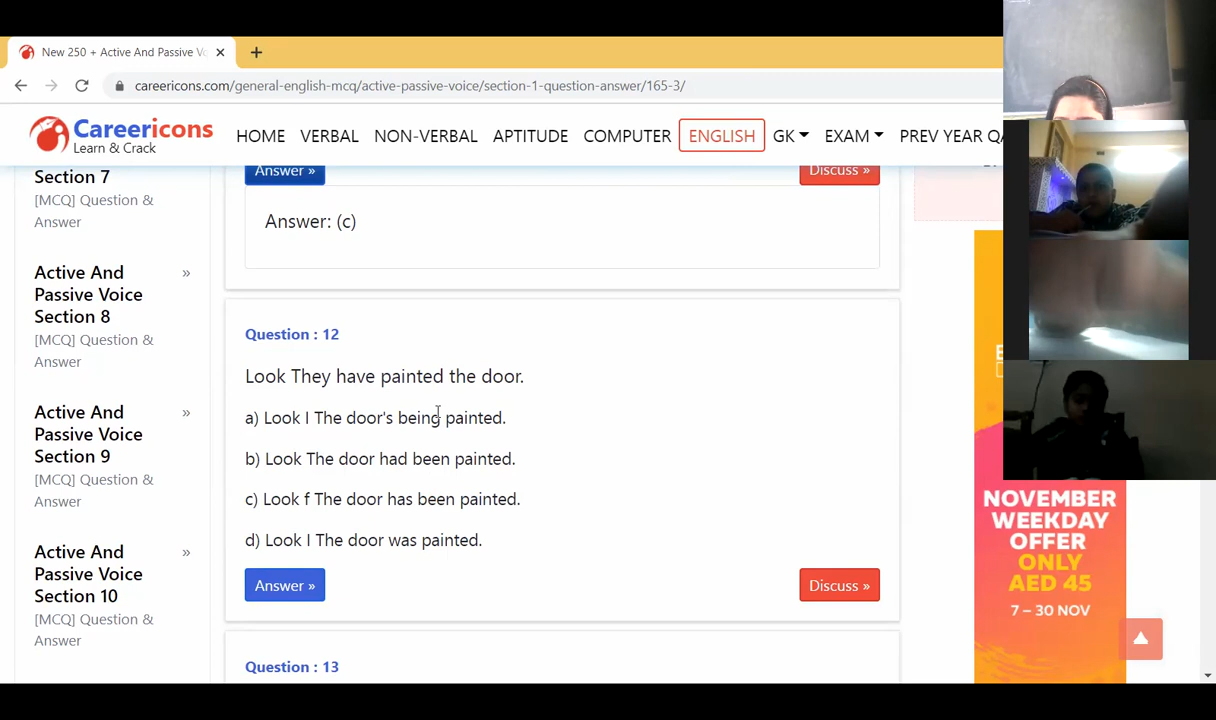 New 250 + Active And Passive Vo
careericons.com/general-english-mcq/active-passive-voice/section-1-question-answer/165-3/
Careericons
Learn & Crack
HOME VERBAL NON-VERBAL APTITUDE COMPUTER ENGLISH GK EXAM PREV YEAR QA
Section 7
[MCQ] Question &
Answer
Active And
Passive Voice
Section 8
»
[MCQ] Question &
Answer
Active And
Passive Voice
Section 9
»
[MCQ] Question &
Answer
Active And
Passive Voice
Section 10
»
[MCQ] Question &
Answer
Answer »
Discuss »
Answer: (c)
Question : 12
Look They have painted the door.
a) Look I The door's being painted.
b) Look The door had been painted.
c) Look f The door has been painted.
d) Look I The door was painted.
Answer »
Discuss »
Question : 13
NOVEMBER
WEEKDAY
OFFER
ONLY
AED 45
7 – 30 NOV